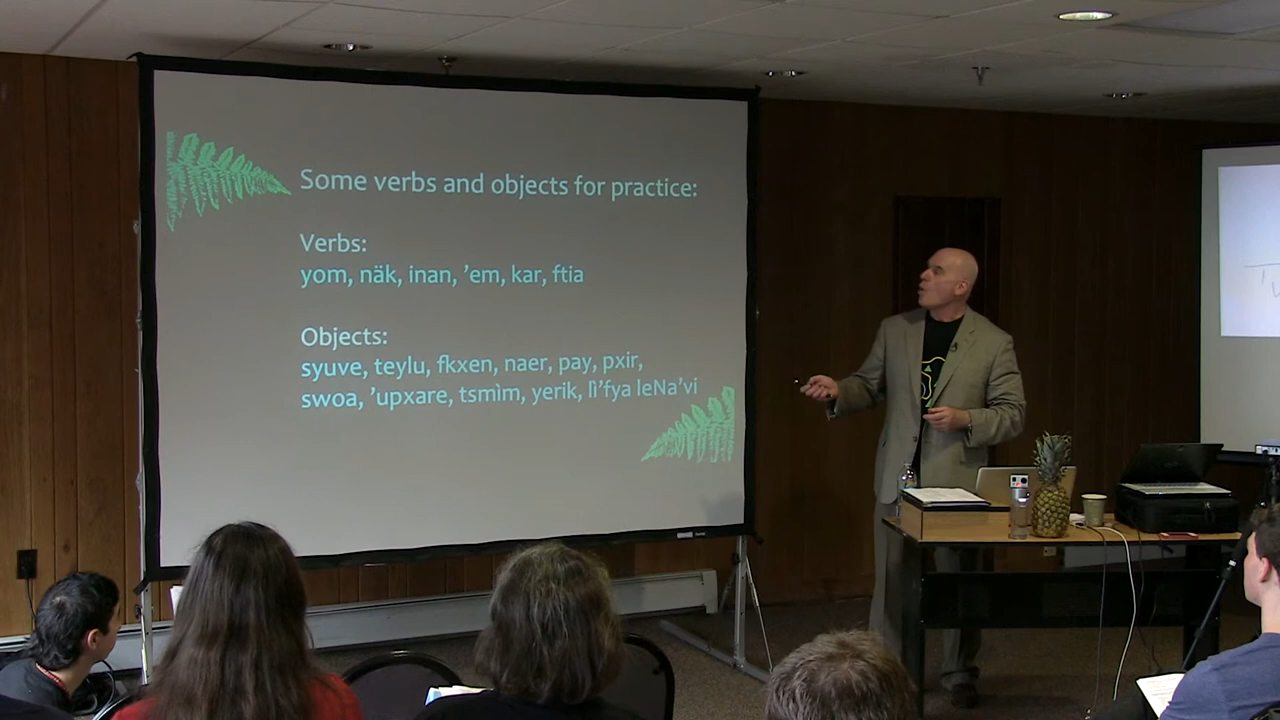 Some verbs and objects for practice:
Verbs:
yom, näk, inan, ’em, kar, ftia
Objects:
syuve, teylu, fkxen, naer, pay, pxir,
swoa, ’upxare, tsmìm, yerik, lì’fya leNa’vi